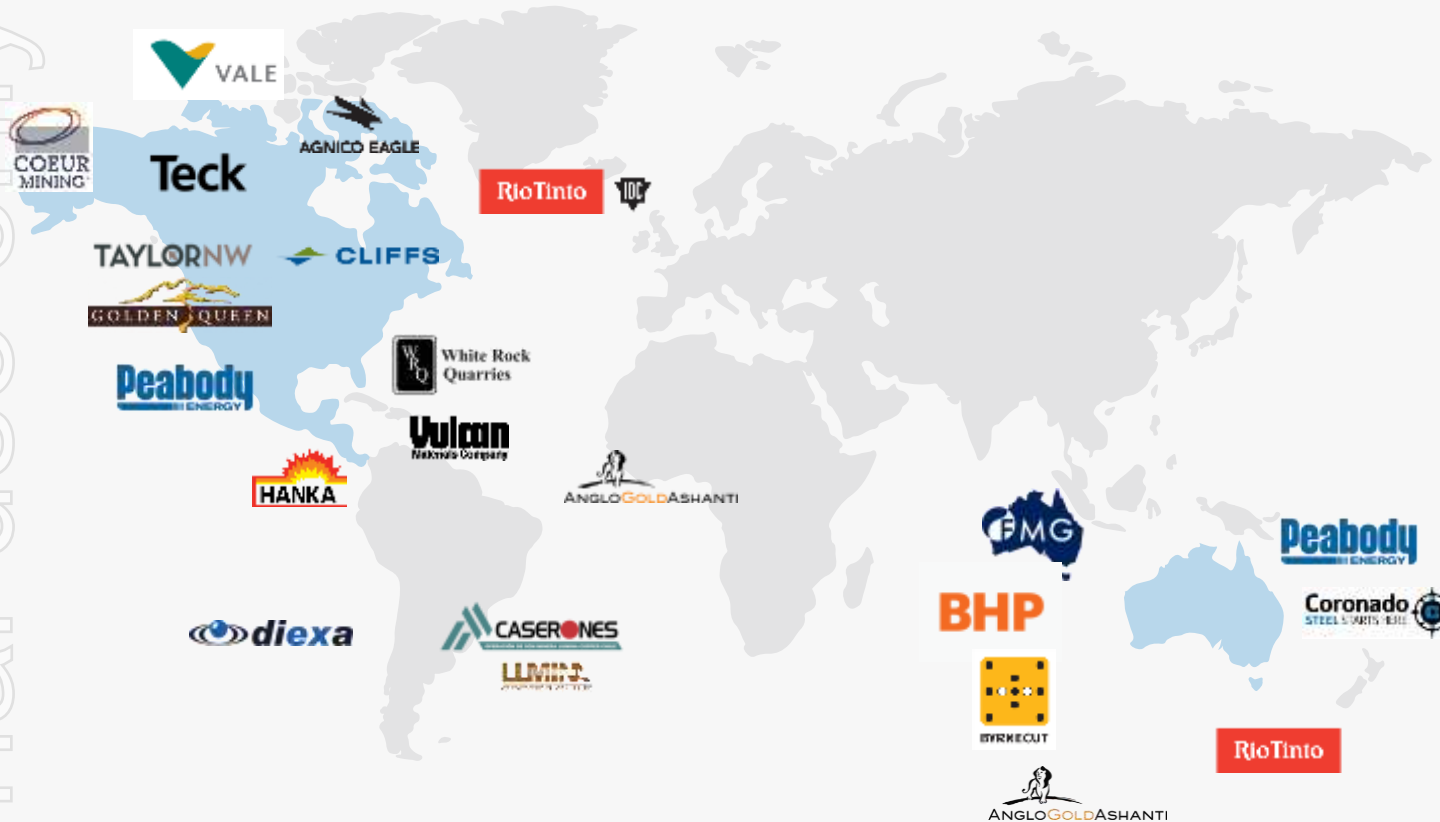 VALE
COEUR
MINING
Teck
AGNICO EAGLE
RioTinto
IOC
TAYLORNW
CLIFFS
GOLDEN QUEEN
Peabody
ENERGY
WRQ
White Rock
Quarries
Vulcan
Materials Company
HANKA
ANGLOGOLDASHANTI
FMG
Peabody
ENERGY
BHP
Coronado
STEEL STARTS HERE
diexa
CASERONES
BYRNECUT
RioTinto
ANGLOGOLDASHANTI